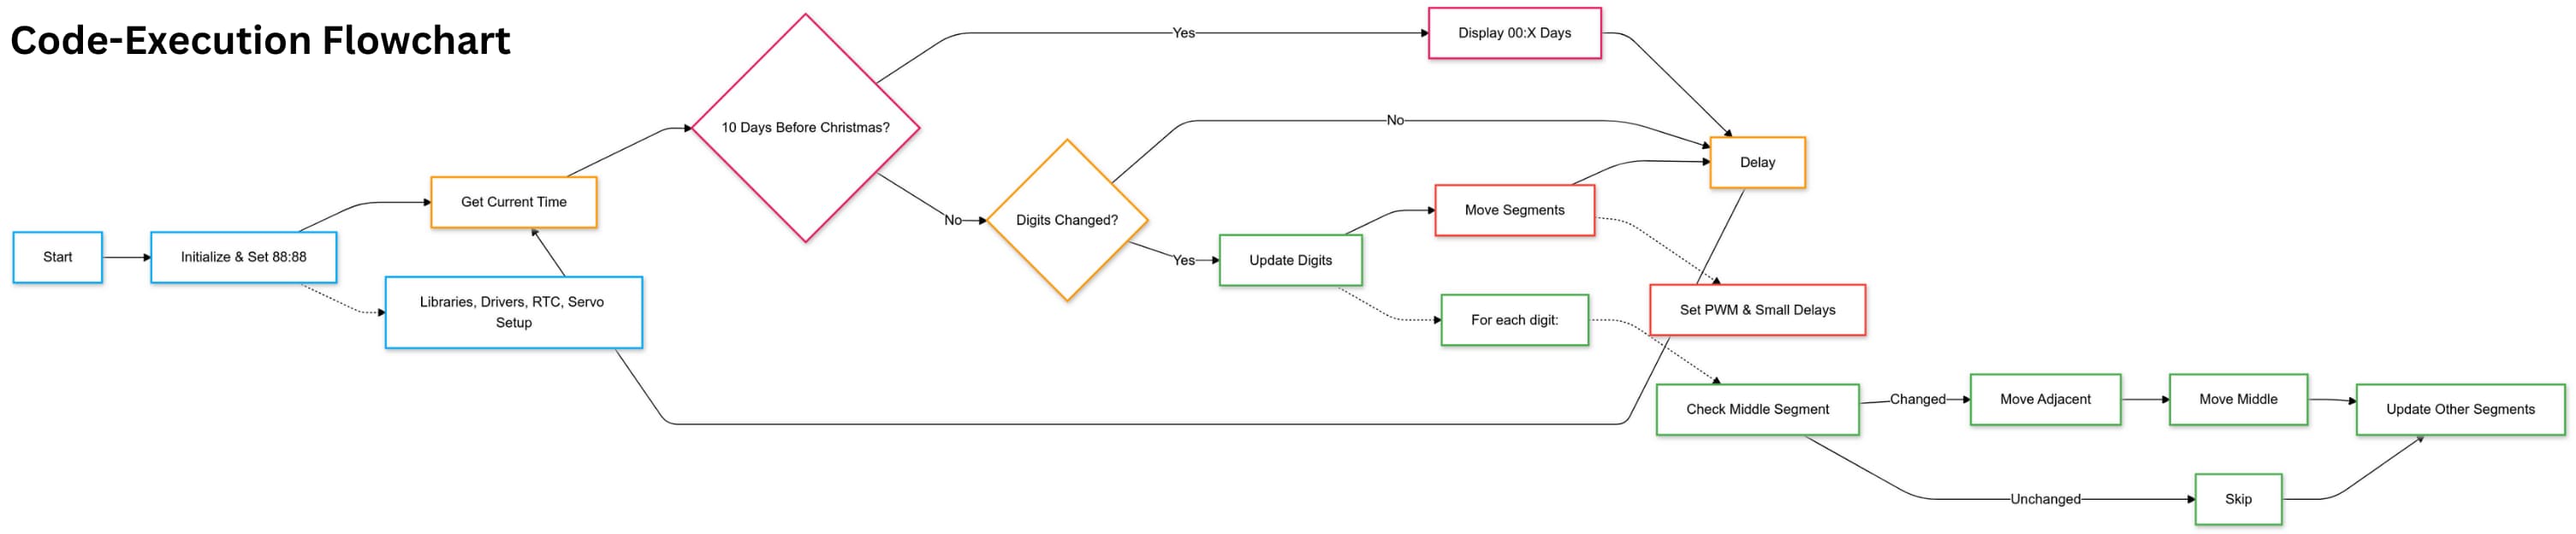 Code-Execution Flowchart
Start
Initialize & Set 88:88
Get Current Time
Libraries, Drivers, RTC, Servo
Setup
10 Days Before Christmas?
Yes
Display 00:X Days
No
Digits Changed?
No
Delay
Yes
Update Digits
Move Segments
Set PWM & Small Delays
For each digit:
Check Middle Segment
Changed
Move Adjacent
Move Middle
Update Other Segments
Unchanged
Skip